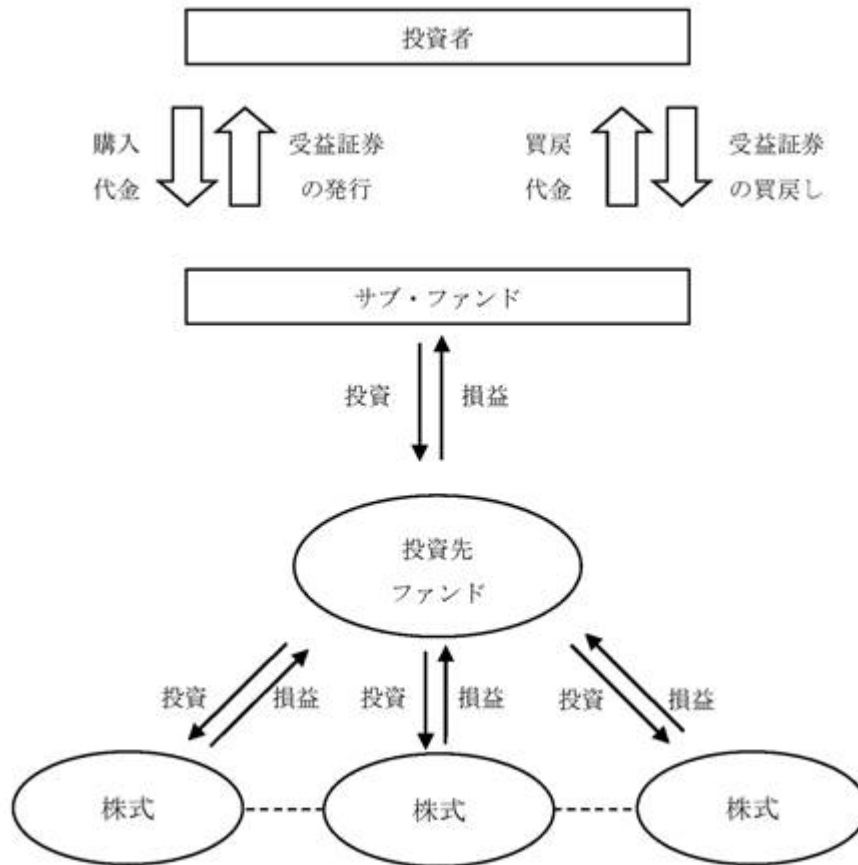 投資者
購入
代金
受益証券
の発行
買戻
代金
受益証券
の買戻し
サブ・ファンド
投資
損益
投資先
ファンド
投資
損益
投資
損益
投資
損益
株式
株式
株式